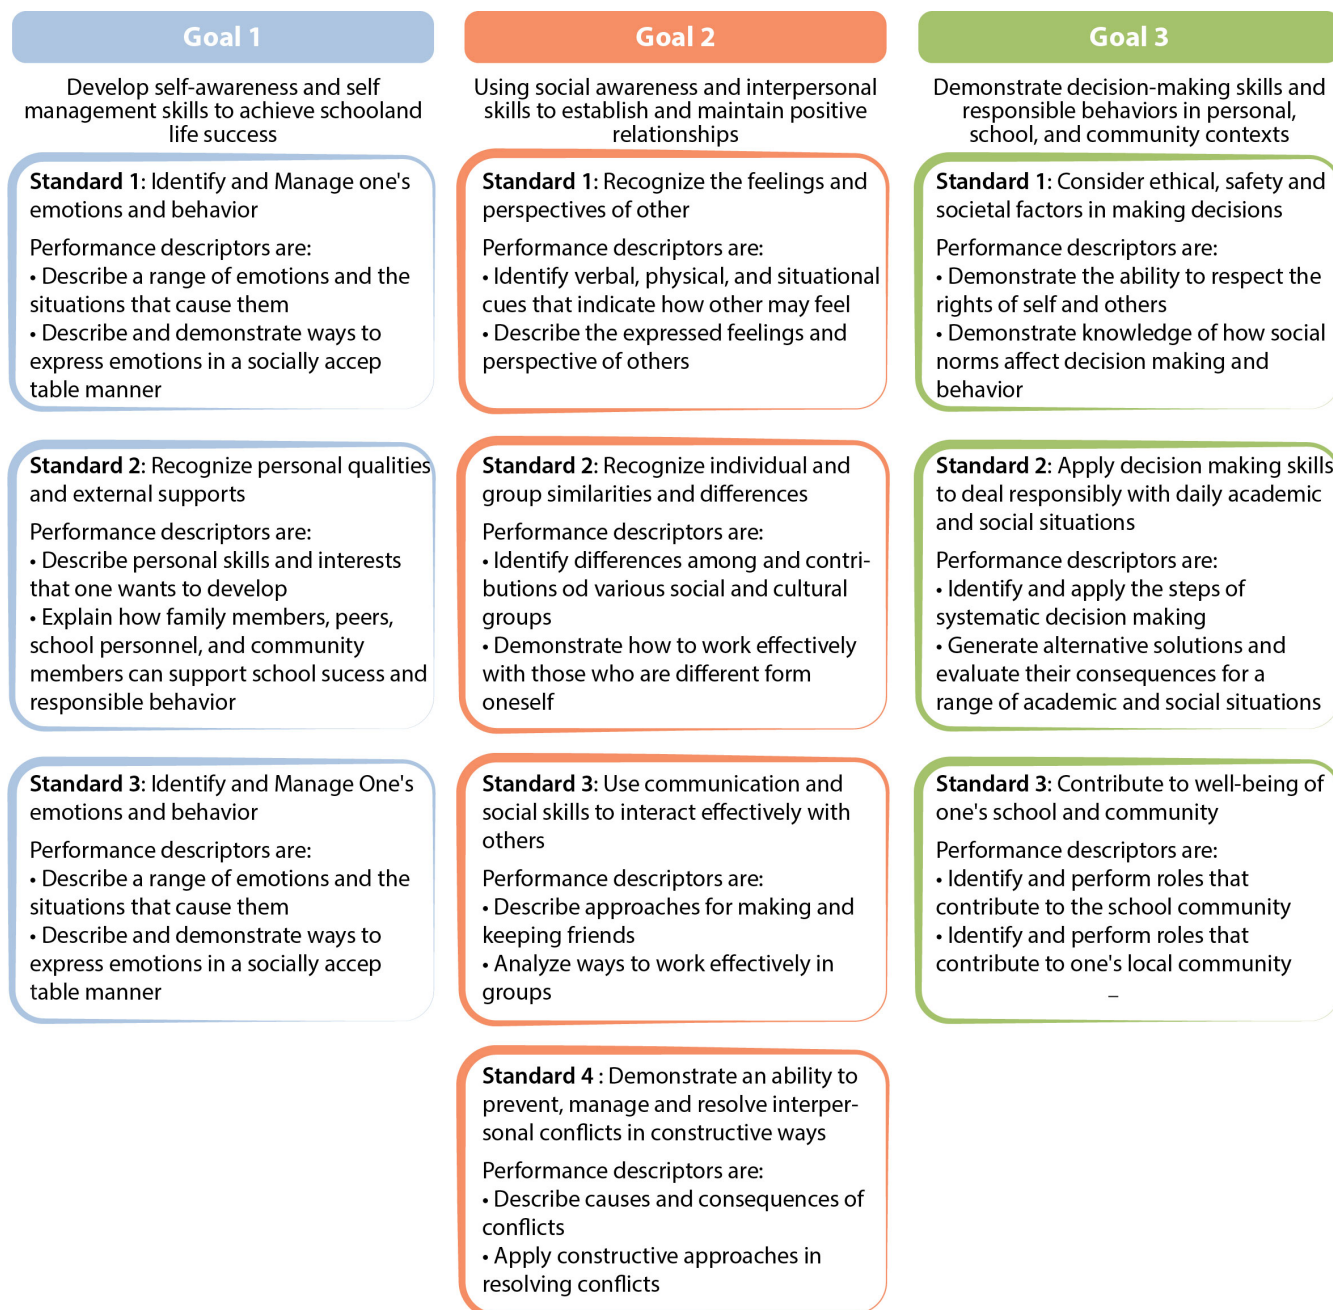 Goal 1
Develop self-awareness and self
management skills to achieve schooland
life success
Standard 1: Identify and Manage one's
emotions and behavior
Performance descriptors are:
• Describe a range of emotions and the
situations that cause them
• Describe and demonstrate ways to
express emotions in a socially accep
table manner
Standard 2: Recognize personal qualities
and external supports
Performance descriptors are:
• Describe personal skills and interests
that one wants to develop
• Explain how family members, peers,
school personnel, and community
members can support school sucess and
responsible behavior
Standard 3: Identify and Manage One's
emotions and behavior
Performance descriptors are:
• Describe a range of emotions and the
situations that cause them
• Describe and demonstrate ways to
express emotions in a socially accep
table manner
Goal 2
Using social awareness and interpersonal
skills to establish and maintain positive
relationships
Standard 1: Recognize the feelings and
perspectives of other
Performance descriptors are:
• Identify verbal, physical, and situational
cues that indicate how other may feel
• Describe the expressed feelings and
perspective of others
Standard 2: Recognize individual and
group similarities and differences
Performance descriptors are:
• Identify differences among and contri-
butions od various social and cultural
groups
• Demonstrate how to work effectively
with those who are different form
oneself
Standard 3: Use communication and
social skills to interact effectively with
others
Performance descriptors are:
• Describe approaches for making and
keeping friends
• Analyze ways to work effectively in
groups
Standard 4 : Demonstrate an ability to
prevent, manage and resolve interper-
sonal conflicts in constructive ways
Performance descriptors are:
• Describe causes and consequences of
conflicts
• Apply constructive approaches in
resolving conflicts
Goal 3
Demonstrate decision-making skills and
responsible behaviors in personal,
school, and community contexts
Standard 1: Consider ethical, safety and
societal factors in making decisions
Performance descriptors are:
• Demonstrate the ability to respect the
rights of self and others
• Demonstrate knowledge of how social
norms affect decision making and
behavior
Standard 2: Apply decision making skills
to deal responsibly with daily academic
and social situations
Performance descriptors are:
• Identify and apply the steps of
systematic decision making
• Generate alternative solutions and
evaluate their consequences for a
range of academic and social situations
Standard 3: Contribute to well-being of
one's school and community
Performance descriptors are:
• Identify and perform roles that
contribute to the school community
• Identify and perform roles that
contribute to one's local community
–